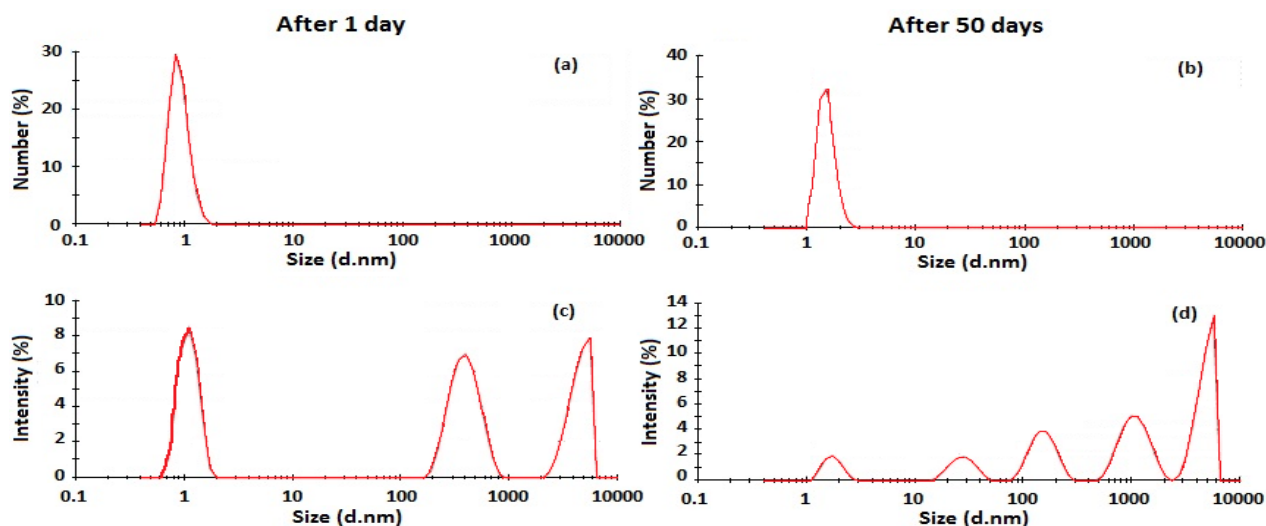 After 1 day
After 50 days
30
20
10
0
Number (%)
(a)
0.1 1 10 100 1000 10000
Size (d.nm)
40
30
20
10
0
Number (%)
(b)
0.1 1 10 100 1000 10000
Size (d.nm)
10
8
6
4
2
0
Intensity (%)
(c)
0.1 1 10 100 1000 10000
Size (d.nm)
14
12
10
8
6
4
2
0
Intensity (%)
(d)
0.1 1 10 100 1000 10000
Size (d.nm)